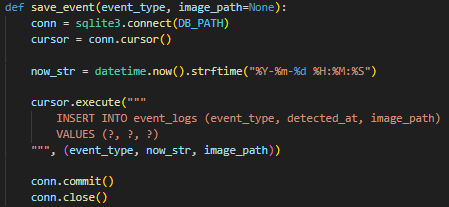 def save_event(event_type, image_path=None):
    conn = sqlite3.connect(DB_PATH)
    cursor = conn.cursor()

    now_str = datetime.now().strftime("%Y-%m-%d %H:%M:%S")

    cursor.execute("""
        INSERT INTO event_logs (event_type, detected_at, image_path)
        VALUES (?, ?, ?)
    """, (event_type, now_str, image_path))

    conn.commit()
    conn.close()